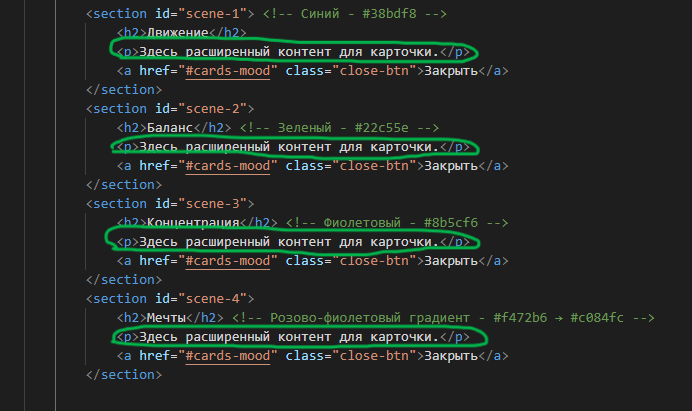 <section id="scene-1"> <!-- Синий - #38bdf8 -->
<h2>Движение</h2>
<p>Здесь расширенный контент для карточки.</p>
<a href="#cards-mood" class="close-btn">Закрыть</a>
</section>
<section id="scene-2">
<h2>Баланс</h2> <!-- Зеленый - #22c55e -->
<p>Здесь расширенный контент для карточки.</p>
<a href="#cards-mood" class="close-btn">Закрыть</a>
</section>
<section id="scene-3">
<h2>Концентрация</h2> <!-- Фиолетовый - #8b5cf6 -->
<p>Здесь расширенный контент для карточки.</p>
<a href="#cards-mood" class="close-btn">Закрыть</a>
</section>
<section id="scene-4">
<h2>Мечты</h2> <!-- Розово-фиолетовый градиент - #f472b6 → #c084fc -->
<p>Здесь расширенный контент для карточки.</p>
<a href="#cards-mood" class="close-btn">Закрыть</a>
</section>